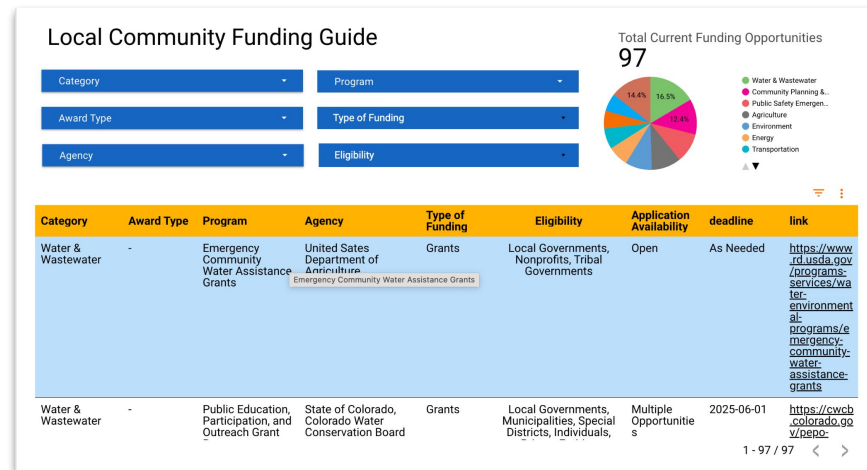 Local Community Funding Guide
Total Current Funding Opportunities
97
Category
Program
Award Type
Type of Funding
Agency
Eligibility
14.4%
16.5%
12.4%
Water & Wastewater
Community Planning &...
Public Safety Emergen...
Agriculture
Environment
Energy
Transportation
Category
Award Type
Program
Agency
Type of
Funding
Eligibility
Application
Availability
deadline
link
Water &
Wastewater
-
Emergency
Community
Water Assistance
Grants
United Sates
Department of
Agriculture
Emergency Community Water Assistance Grants
Grants
Local Governments,
Nonprofits, Tribal
Governments
Open
As Needed
https://www
.rd.usda.gov
/programs-
services/wa
ter-
environment
al-
programs/e
mergency-
community-
water-
assistance-
grants
Water &
Wastewater
-
Public Education,
Participation, and
Outreach Grant
State of Colorado,
Colorado Water
Conservation Board
Grants
Local Governments,
Municipalities, Special
Districts, Individuals,
Multiple
Opportunitie
s
2025-06-01
https://cwcb
.colorado.go
v/pepo-
1 - 97 / 97